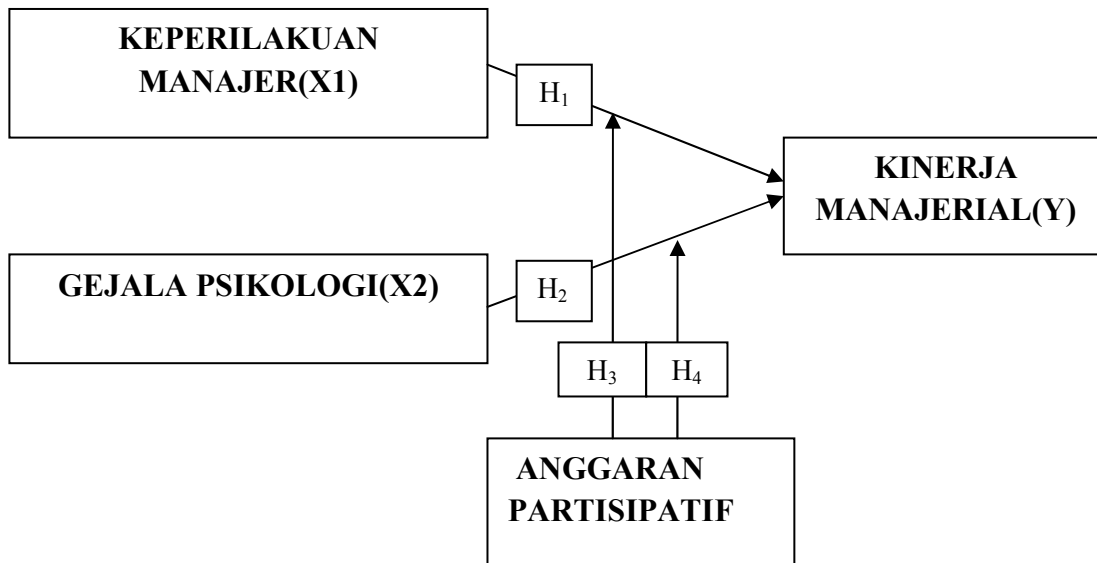 KEPERILAKUAN
MANAJER(X1)
H₁
KINERJA
MANAJERIAL(Y)
GEJALA PSIKOLOGI(X2)
H₂
H₃
H₄
ANGGARAN
PARTISIPATIF